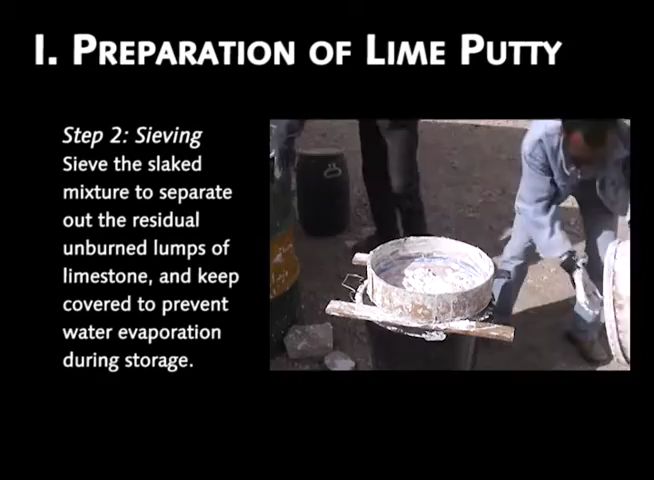 I. Preparation of Lime Putty
Step 2: Sieving
Sieve the slaked
mixture to separate
out the residual
unburned lumps of
limestone, and keep
covered to prevent
water evaporation
during storage.